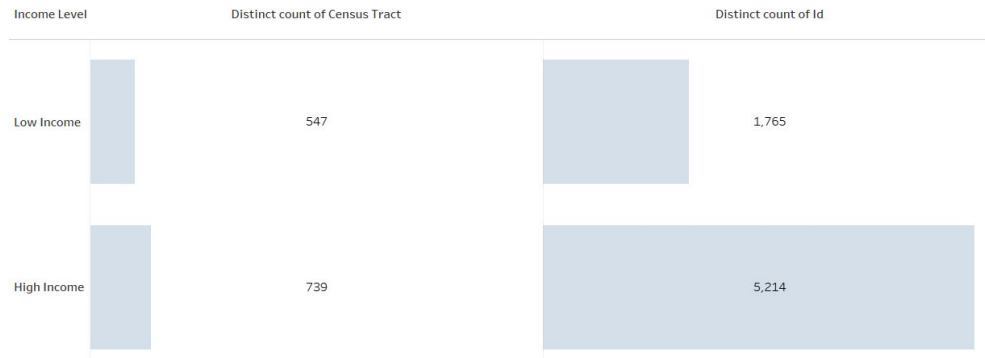 Income Level Distinct count of Census Tract Distinct count of Id
Low Income 547 1,765
High Income 739 5,214